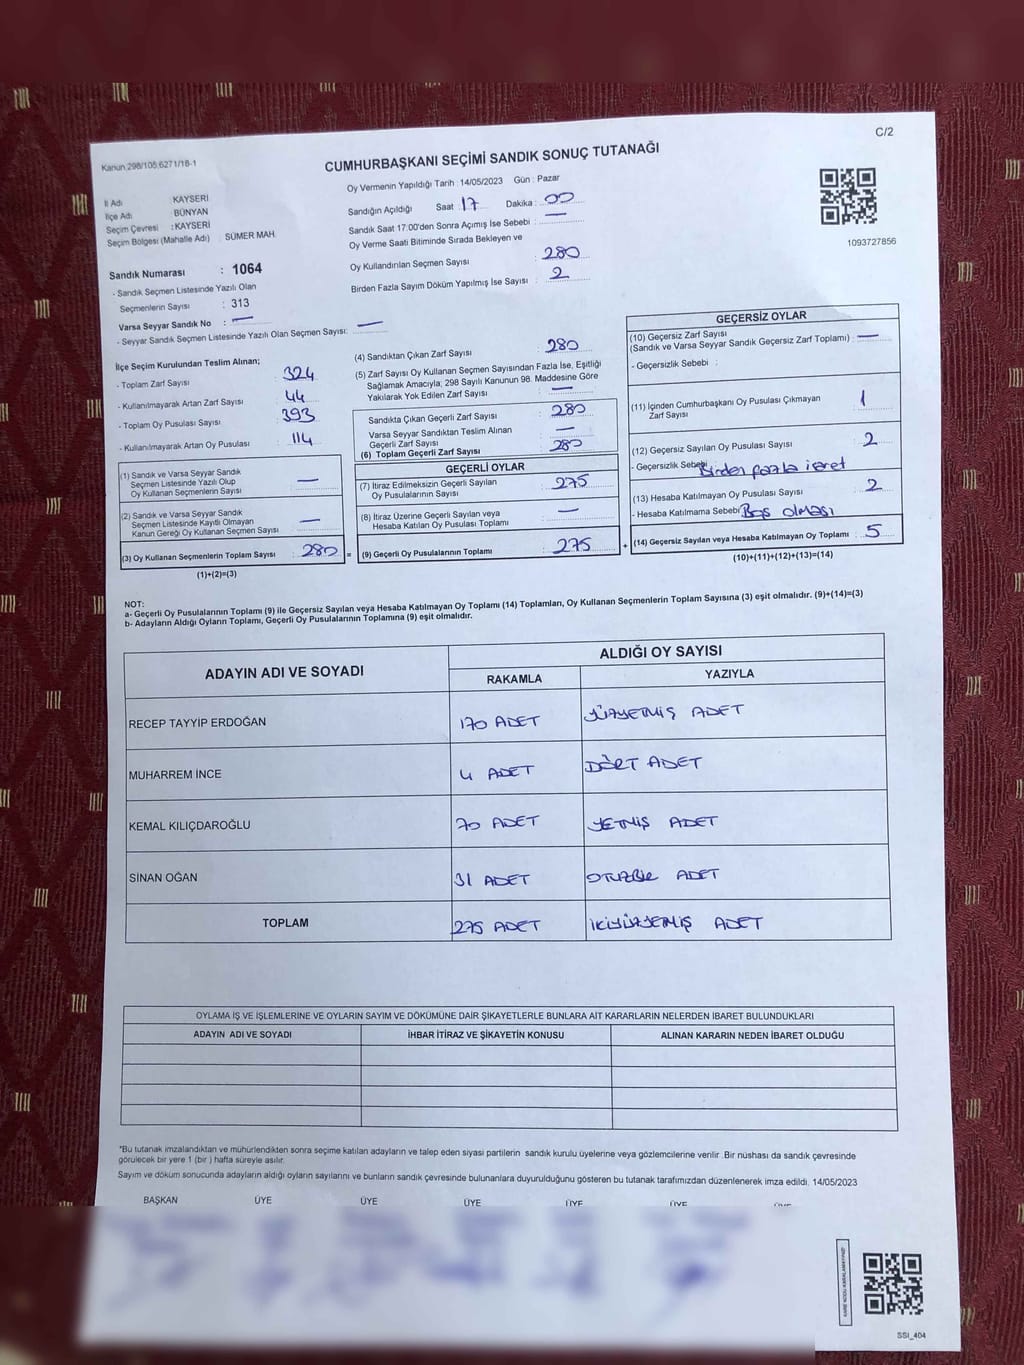 C/2
Kanun:298/105;6271/18-1
CUMHURBAŞKANI SEÇİMİ SANDIK SONUÇ TUTANAĞI
Oy Vermenin Yapıldığı Tarih : 14/05/2023 Gün : Pazar
İl Adı : KAYSERİ
İlçe Adı : BÜNYAN
Seçim Çevresi : KAYSERİ
Seçim Bölgesi (Mahalle Adı) : SÜMER MAH.
Sandık Numarası : 1064
- Sandık Seçmen Listesinde Yazılı Olan
Seçmenlerin Sayısı : 313
Varsa Seyyar Sandık No : —
- Seyyar Sandık Seçmen Listesinde Yazılı Olan Seçmen Sayısı: —
Sandığın Açıldığı Saat : 17 Dakika : 00
Sandık Saat 17:00'den Sonra Açımış İse Sebebi : —
Oy Verme Saati Bitiminde Sırada Bekleyen ve
Oy Kullandırılan Seçmen Sayısı : 280
Birden Fazla Sayım Döküm Yapılmış İse Sayısı : 2
1093727856
İlçe Seçim Kurulundan Teslim Alınan;
- Toplam Zarf Sayısı : 324
- Kullanılmayarak Artan Zarf Sayısı : 44
- Toplam Oy Pusulası Sayısı : 393
- Kullanılmayarak Artan Oy Pusulası : 114
(1) Sandık ve Varsa Seyyar Sandık
Seçmen Listesinde Yazılı Olup
Oy Kullanan Seçmenlerin Sayısı : —
(2) Sandık ve Varsa Seyyar Sandık
Seçmen Listesinde Kayıtlı Olmayan
Kanun Gereği Oy Kullanan Seçmen Sayısı : —
(3) Oy Kullanan Seçmenlerin Toplam Sayısı : 280 =
(1)+(2)=(3)
(4) Sandıktan Çıkan Zarf Sayısı : 280
(5) Zarf Sayısı Oy Kullanan Seçmen Sayısından Fazla İse, Eşitliği
Sağlamak Amacıyla; 298 Sayılı Kanunun 98. Maddesine Göre
Yakılarak Yok Edilen Zarf Sayısı : —
Sandıkta Çıkan Geçerli Zarf Sayısı : 280
Varsa Seyyar Sandıktan Teslim Alınan
Geçerli Zarf Sayısı : —
(6) Toplam Geçerli Zarf Sayısı : 280
GEÇERLİ OYLAR
(7) İtiraz Edilmeksizin Geçerli Sayılan
Oy Pusulalarının Sayısı : 275
(8) İtiraz Üzerine Geçerli Sayılan veya
Hesaba Katılan Oy Pusulası Toplamı : —
(9) Geçerli Oy Pusulalarının Toplamı : 275 +
GEÇERSİZ OYLAR
(10) Geçersiz Zarf Sayısı
(Sandık ve Varsa Seyyar Sandık Geçersiz Zarf Toplamı) : —
- Geçersizlik Sebebi :
(11) İçinden Cumhurbaşkanı Oy Pusulası Çıkmayan
Zarf Sayısı : 1
(12) Geçersiz Sayılan Oy Pusulası Sayısı : 2
- Geçersizlik Sebebi Birden fazla işaret
(13) Hesaba Katılmayan Oy Pusulası Sayısı : 2
- Hesaba Katılmama Sebebi Boş olması
(14) Geçersiz Sayılan veya Hesaba Katılmayan Oy Toplamı : 5
(10)+(11)+(12)+(13)=(14)
NOT:
a- Geçerli Oy Pusulalarının Toplamı (9) ile Geçersiz Sayılan veya Hesaba Katılmayan Oy Toplamı (14) Toplamları, Oy Kullanan Seçmenlerin Toplam Sayısına (3) eşit olmalıdır. (9)+(14)=(3)
b- Adayların Aldığı Oyların Toplamı, Geçerli Oy Pusulalarının Toplamına (9) eşit olmalıdır.
ADAYIN ADI VE SOYADI ALDIĞI OY SAYISI
RAKAMLA YAZIYLA
RECEP TAYYİP ERDOĞAN 170 ADET YÜZYETMİŞ ADET
MUHARREM İNCE 4 ADET DÖRT ADET
KEMAL KILIÇDAROĞLU 70 ADET YETMİŞ ADET
SİNAN OĞAN 31 ADET OTUZBİR ADET
TOPLAM 275 ADET İKİYÜZYETMİŞ ADET
OYLAMA İŞ VE İŞLEMLERİNE VE OYLARIN SAYIM VE DÖKÜMÜNE DAİR ŞİKAYETLERLE BUNLARA AİT KARARLARIN NELERDEN İBARET BULUNDUKLARI
ADAYIN ADI VE SOYADI İHBAR İTİRAZ VE ŞİKAYETİN KONUSU ALINAN KARARIN NEDEN İBARET OLDUĞU
*Bu tutanak imzalandıktan ve mühürlendikten sonra seçime katılan adayların ve talep eden siyasi partilerin sandık kurulu üyelerine veya gözlemcilerine verilir .Bir nüshası da sandık çevresinde
görülecek bir yere 1 (bir ) hafta süreyle asılır.
Sayım ve döküm sonucunda adayların aldığı oyların sayılarını ve bunların sandık çevresinde bulunanlara duyurulduğunu gösteren bu tutanak tarafımızdan düzenlenerek imza edildi. 14/05/2023
BAŞKAN ÜYE ÜYE ÜYE ÜYE ÜYE ÜYE
SSI_404